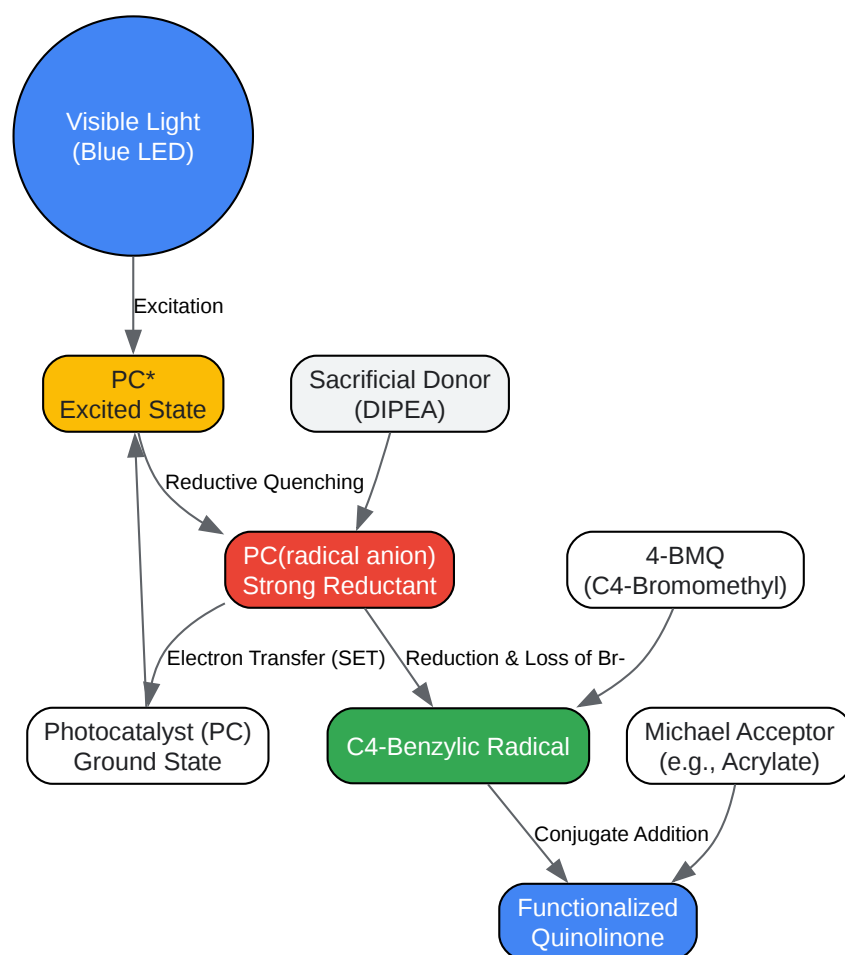 Visible Light
(Blue LED)
Excitation
PC*
Excited State
Sacrificial Donor
(DIPEA)
Reductive Quenching
PC(radical anion)
Strong Reductant
4-BMQ
(C4-Bromomethyl)
Electron Transfer (SET)
Reduction & Loss of Br-
Photocatalyst (PC)
Ground State
C4-Benzylic Radical
Michael Acceptor
(e.g., Acrylate)
Conjugate Addition
Functionalized
Quinolinone